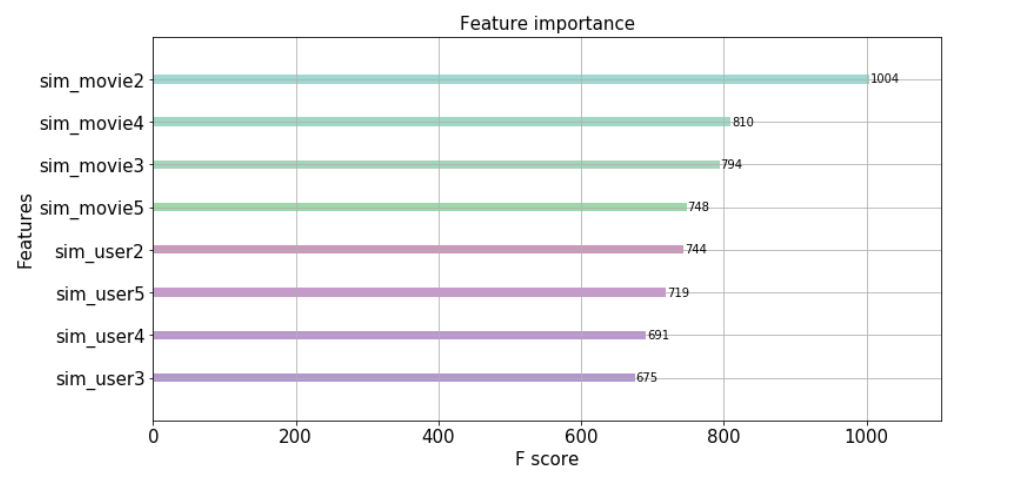 Feature importance
Features
sim_movie2 1004
sim_movie4 810
sim_movie3 794
sim_movie5 748
sim_user2 744
sim_user5 719
sim_user4 691
sim_user3 675
0 200 400 600 800 1000
F score